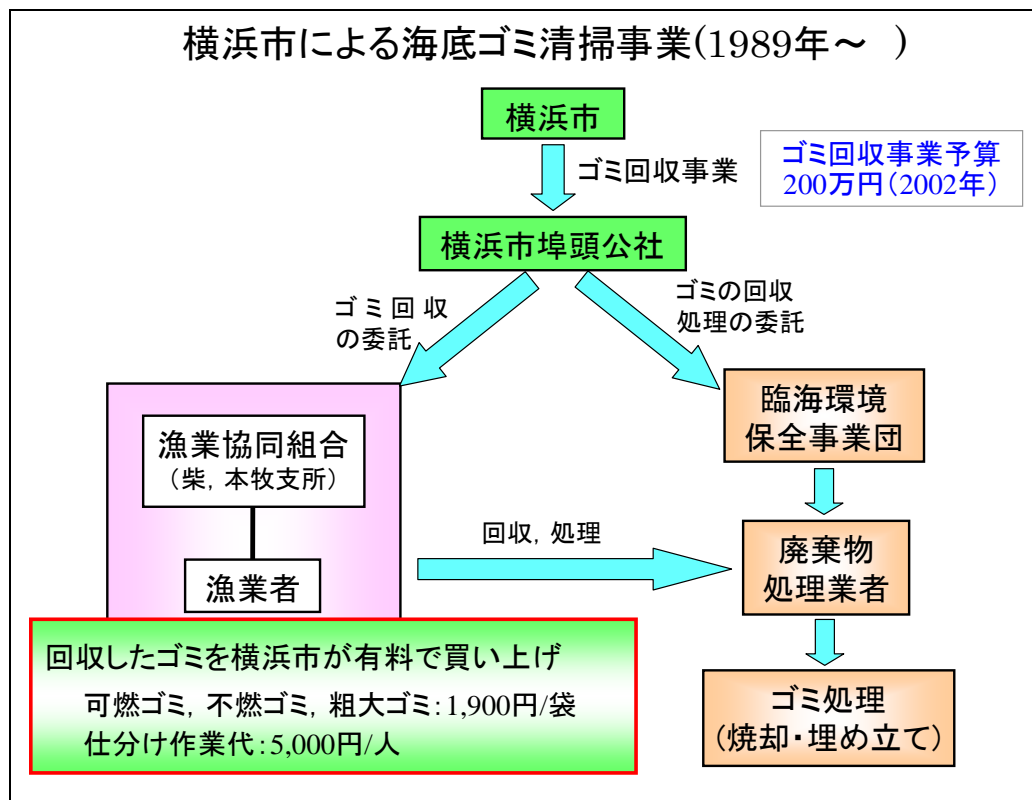 横浜市による海底ゴミ清掃事業(1989年～　)
横浜市
ゴミ回収事業
ゴミ回収事業予算
200万円（2002年）
横浜市埠頭公社
ゴミ回収
の委託
ゴミの回収
処理の委託
漁業協同組合
（柴，本牧支所）
漁業者
回収，処理
臨海環境
保全事業団
廃棄物
処理業者
ゴミ処理
（焼却・埋め立て）
回収したゴミを横浜市が有料で買い上げ
可燃ゴミ，不燃ゴミ，粗大ゴミ：1,900円/袋
仕分け作業代：5,000円/人